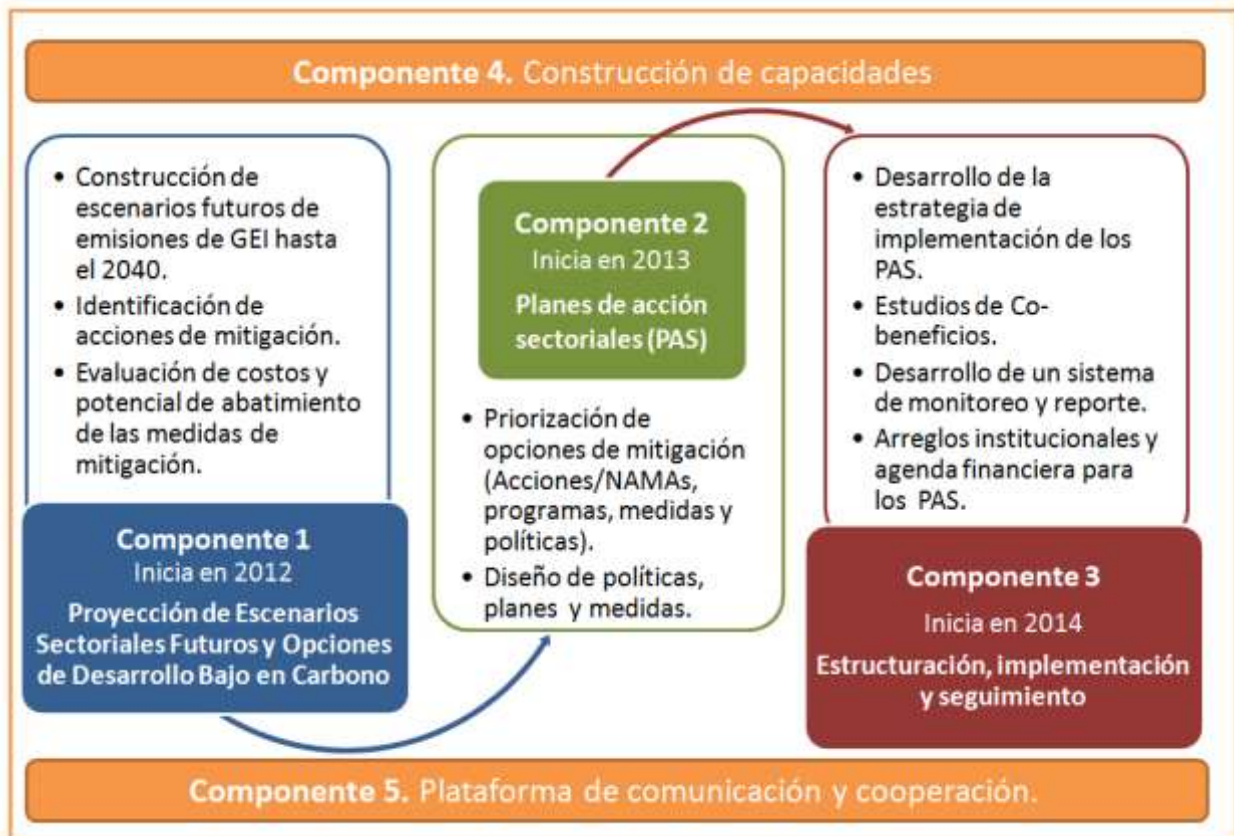 Componente 4. Construcción de capacidades
• Construcción de
escenarios futuros de
emisiones de GEI hasta
el 2040.
• Identificación de
acciones de mitigación.
• Evaluación de costos y
potencial de abatimiento
de las medidas de
mitigación.
Componente 1
Inicia en 2012
Proyección de Escenarios
Sectoriales Futuros y Opciones
de Desarrollo Bajo en Carbono
Componente 2
Inicia en 2013
Planes de acción
sectoriales (PAS)
• Priorización de
opciones de mitigación
(Acciones/NAMAs,
programas, medidas y
políticas).
• Diseño de políticas,
planes y medidas.
• Desarrollo de la
estrategia de
implementación de los
PAS.
• Estudios de Co-
beneficios.
• Desarrollo de un sistema
de monitoreo y reporte.
• Arreglos institucionales y
agenda financiera para
los PAS.
Componente 3
Inicia en 2014
Estructuración, implementación
y seguimiento
Componente 5. Plataforma de comunicación y cooperación.